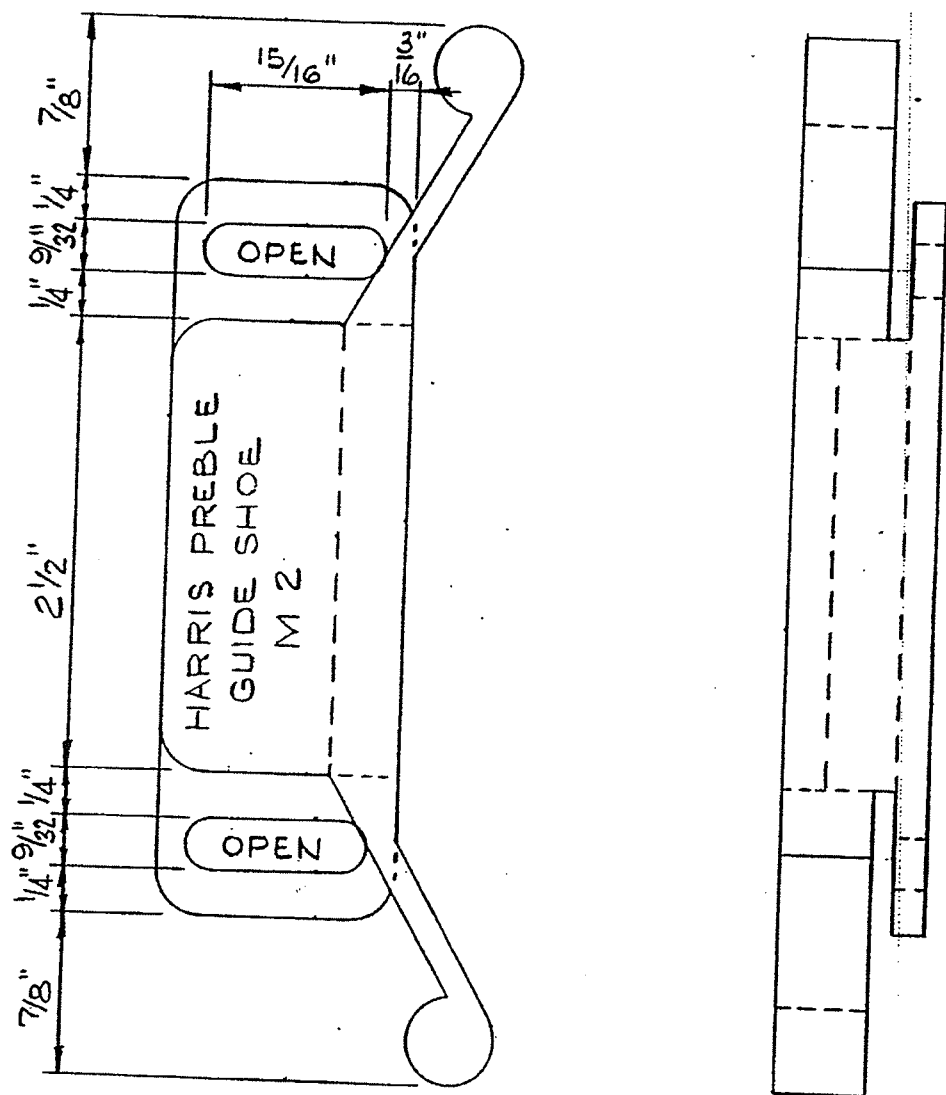 15/16"
3"
16
7/8"
1/4"
9/32"
1/4"
OPEN
2 1/2"
HARRIS PREBLE
GUIDE SHOE
M 2
1/4"
9/32"
1/4"
OPEN
7/8"